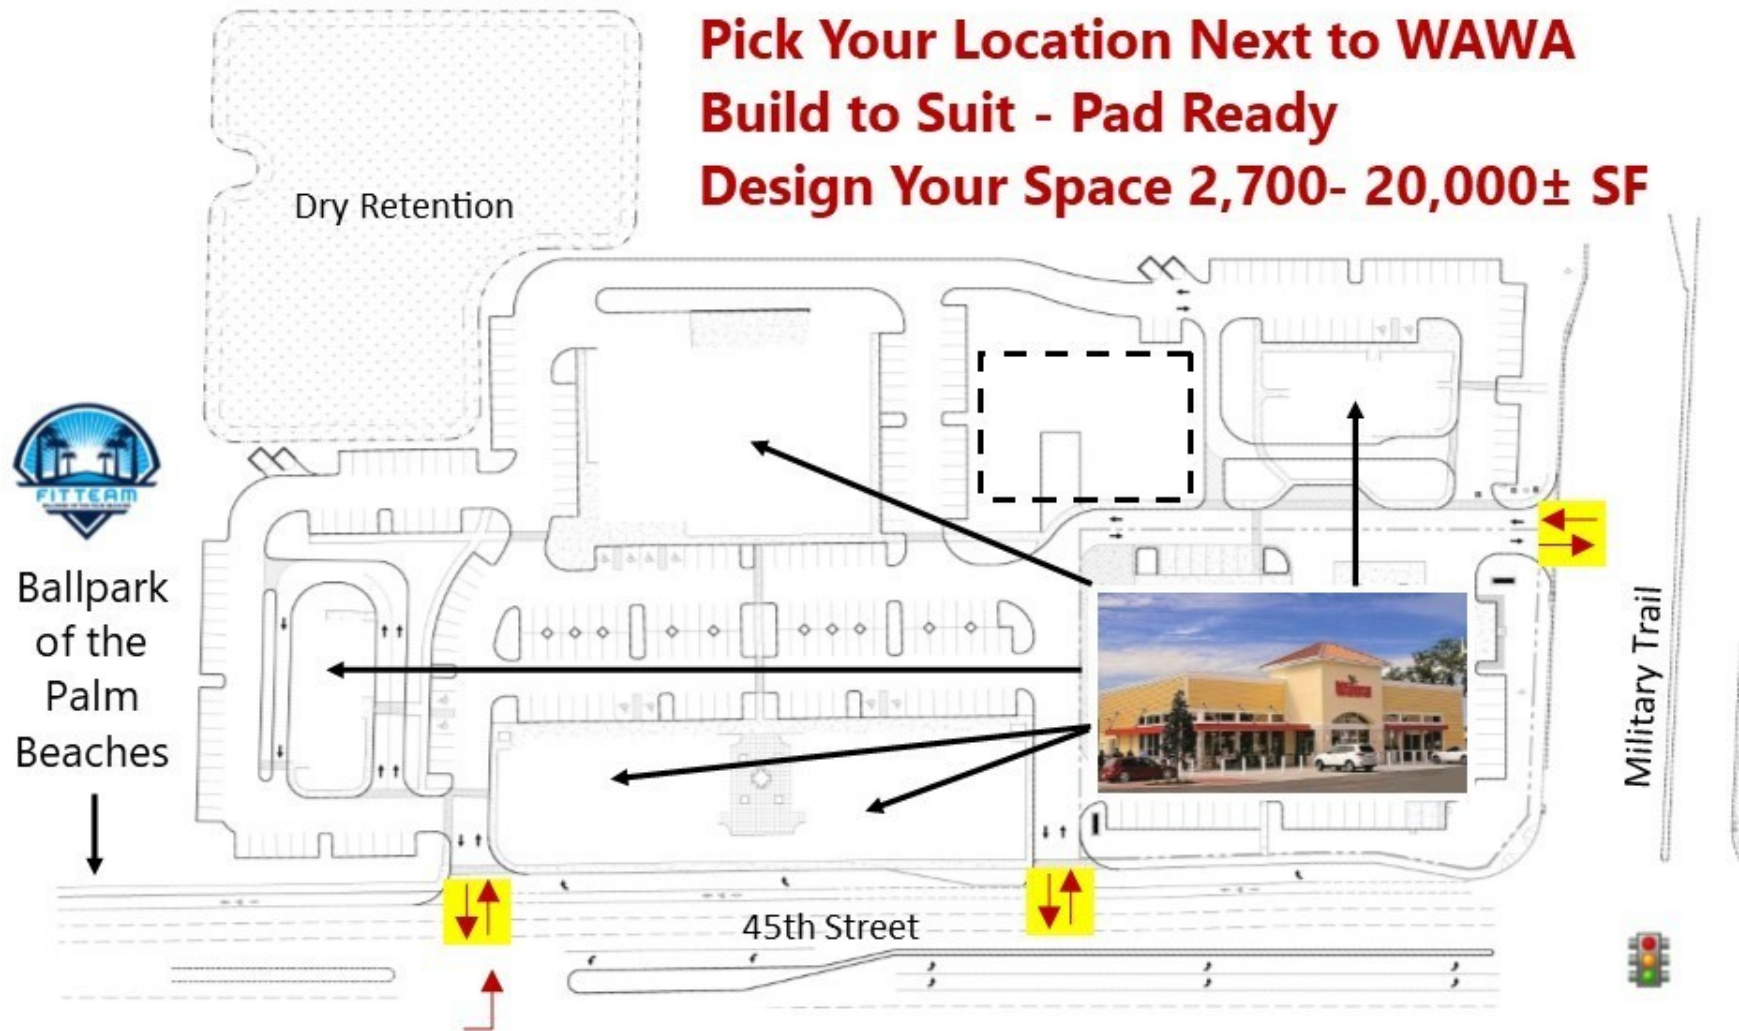 Pick Your Location Next to WAWA
Build to Suit - Pad Ready
Design Your Space 2,700- 20,000± SF
Dry Retention
FITTEAM
Ballpark
of the
Palm
Beaches
Wawa
Military Trail
45th Street